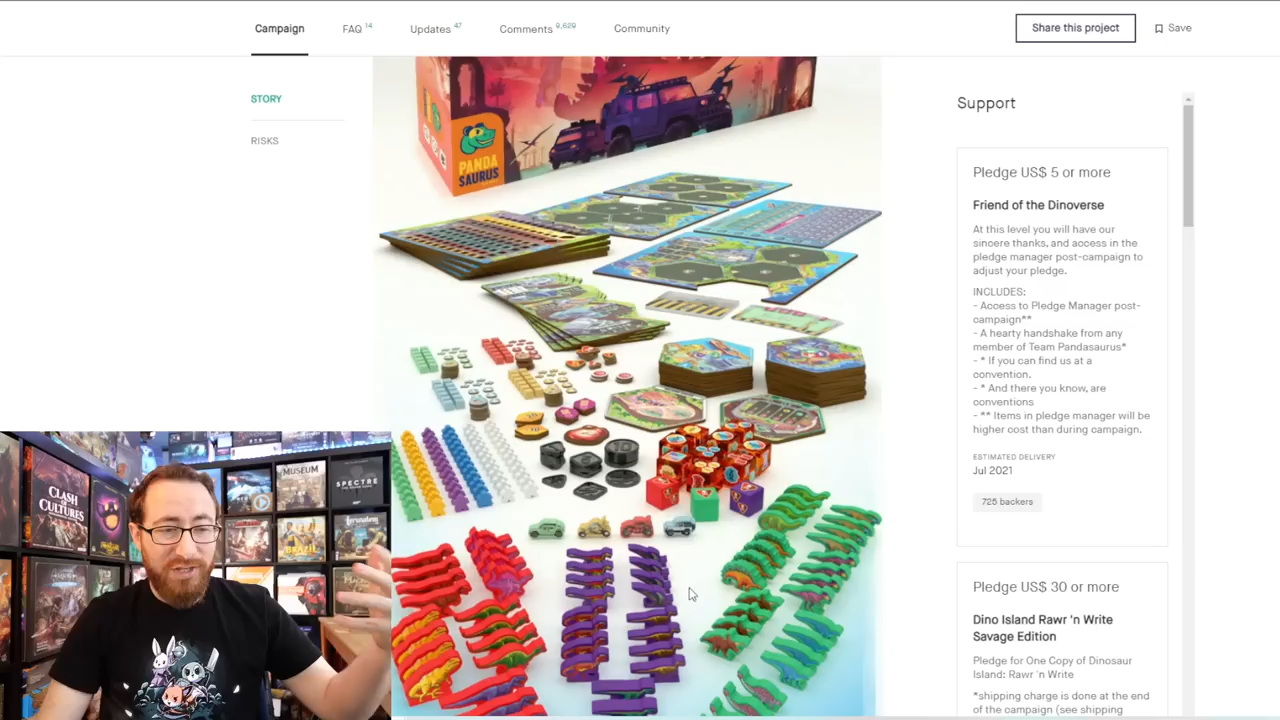 Campaign
FAQ 14
Updates 47
Comments 9,629
Community
Share this project
Save
STORY
RISKS
PANDA
SAURUS
Support
Pledge US$ 5 or more
Friend of the Dinoverse
At this level you will have our
sincere thanks, and access in the
pledge manager post-campaign to
adjust your pledge.
INCLUDES:
- Access to Pledge Manager post-
campaign**
- A hearty handshake from any
member of Team Pandasaurus*
- * If you can find us at a
convention.
- * And there you know, are
conventions
- ** Items in pledge manager will be
higher cost than during campaign.
ESTIMATED DELIVERY
Jul 2021
725 backers
Pledge US$ 30 or more
Dino Island Rawr 'n Write
Savage Edition
Pledge for One Copy of Dinosaur
Island: Rawr 'n Write
*shipping charge is done at the end
of the campaign (see shipping
CLASH
OF
CULTURES
MUSEUM
SPECTRE
BRAZIL